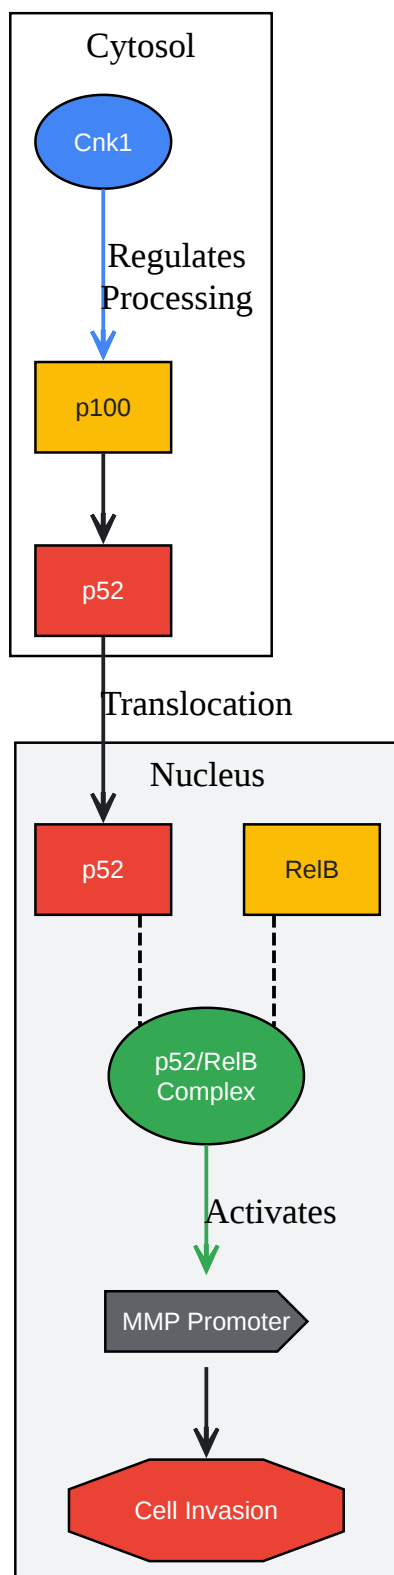 Cytosol
Cnk1
Regulates
Processing
p100
p52
Translocation
Nucleus
p52
RelB
p52/RelB
Complex
Activates
MMP Promoter
Cell Invasion